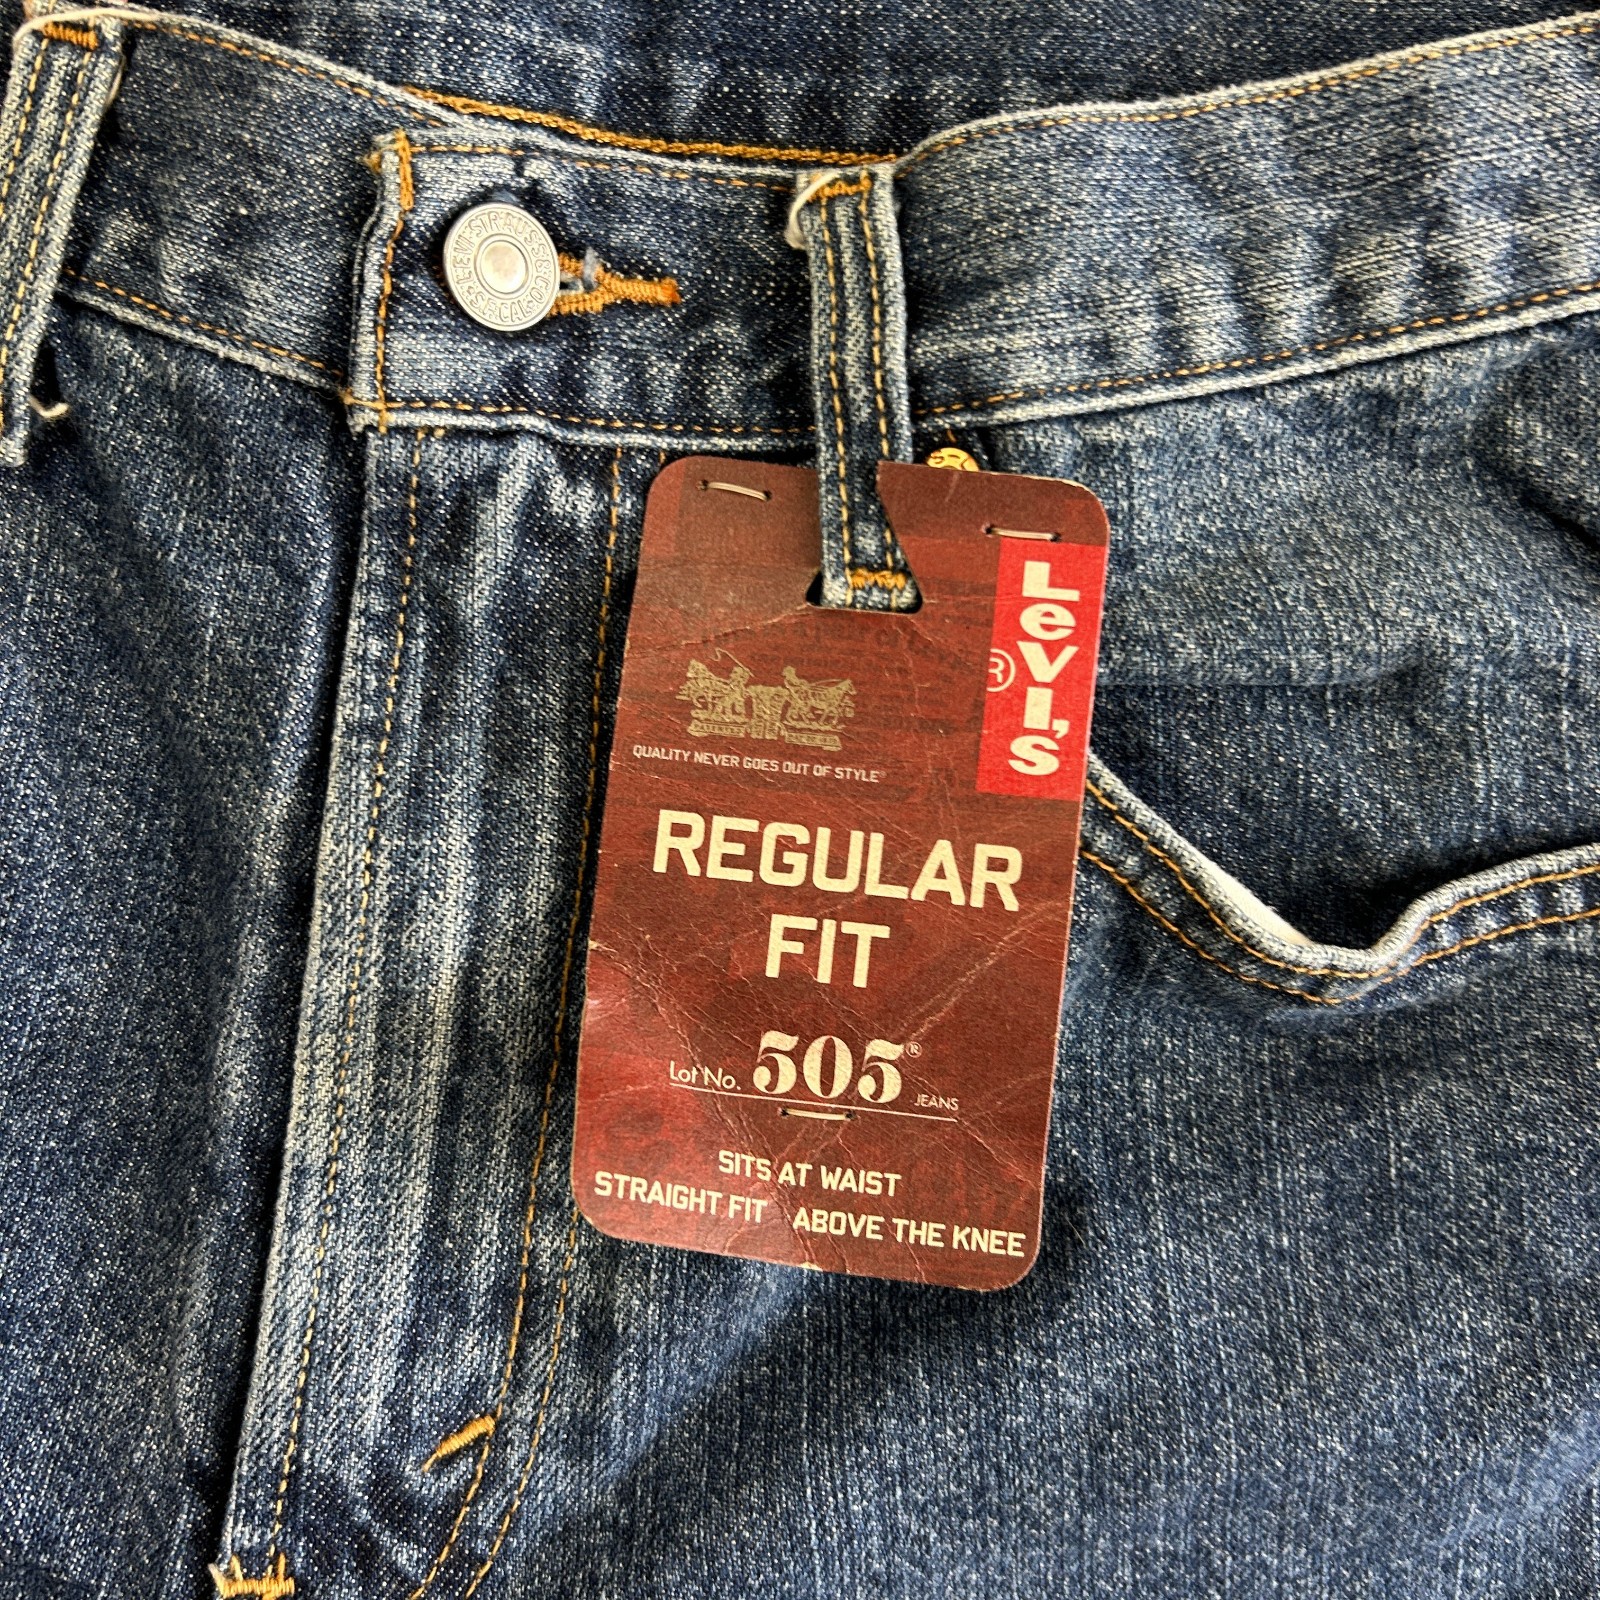 LEVI STRAUSS & CO
S.F. CAL.
Levi's
®
QUALITY NEVER GOES OUT OF STYLE®
REGULAR
FIT
Lot No. 505® JEANS
SITS AT WAIST
STRAIGHT FIT ABOVE THE KNEE